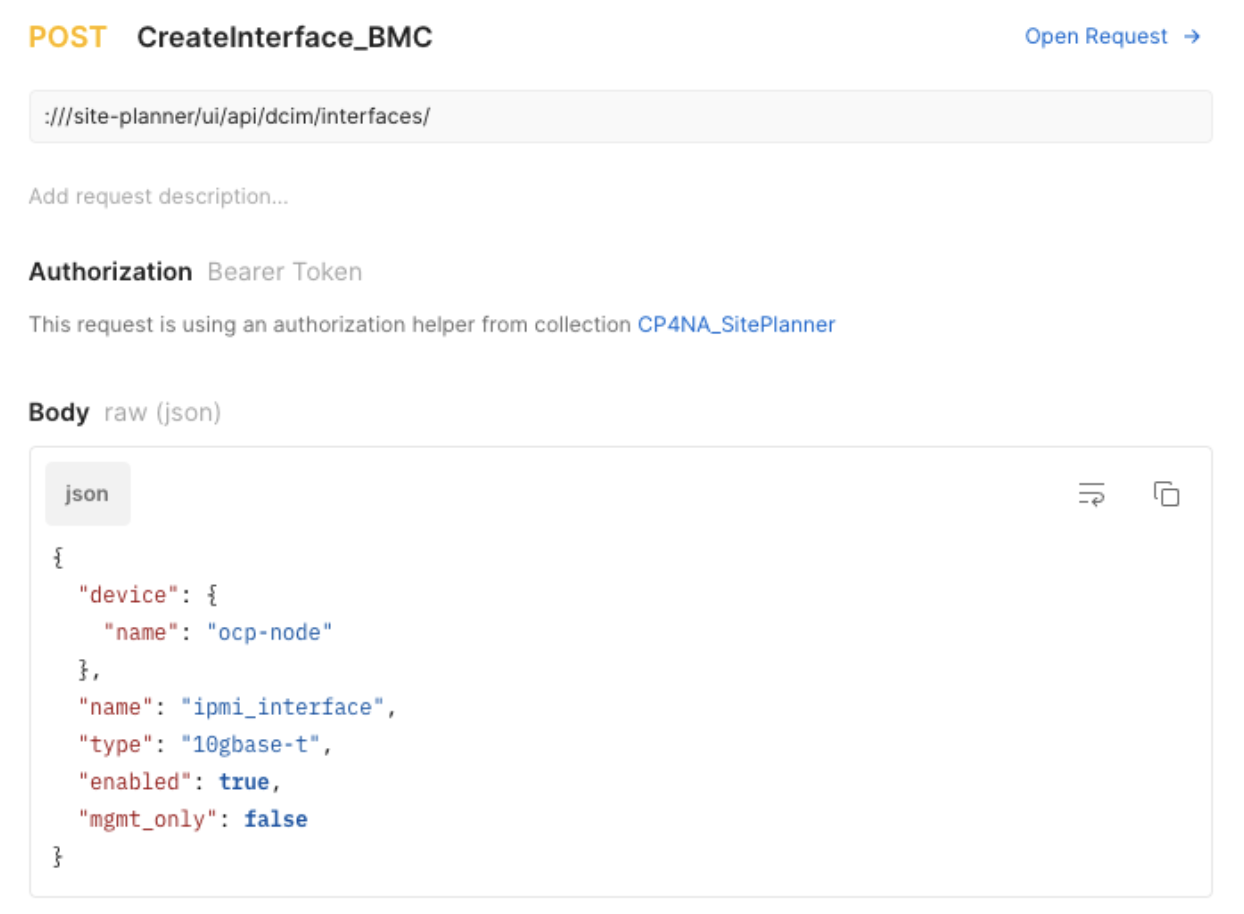 POST CreateInterface_BMC Open Request →
:///site-planner/ui/api/dcim/interfaces/
Add request description...
Authorization Bearer Token
This request is using an authorization helper from collection CP4NA_SitePlanner
Body raw (json)
json
{
  "device": {
    "name": "ocp-node"
  },
  "name": "ipmi_interface",
  "type": "10gbase-t",
  "enabled": true,
  "mgmt_only": false
}